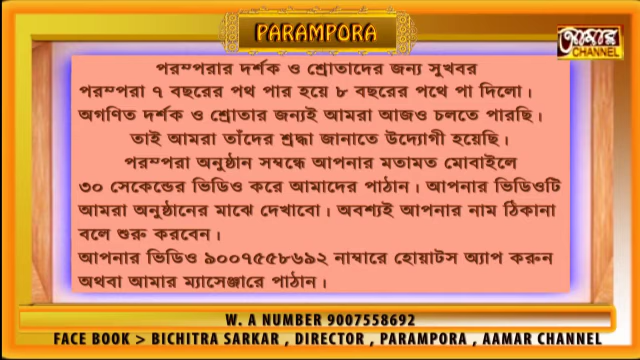 PARAMPORA
আমার
CHANNEL
পরম্পরার দর্শক ও শ্রোতাদের জন্য সুখবর
পরম্পরা ৭ বছরের পথ পার হয়ে ৮ বছরের পথে পা দিলো।
অগণিত দর্শক ও শ্রোতার জন্যই আমরা আজও চলতে পারছি।
তাই আমরা তাঁদের শ্রদ্ধা জানাতে উদ্যোগী হয়েছি।
পরম্পরা অনুষ্ঠান সম্বন্ধে আপনার মতামত মোবাইলে
৩০ সেকেন্ডের ভিডিও করে আমাদের পাঠান। আপনার ভিডিওটি
আমরা অনুষ্ঠানের মাঝে দেখাবো। অবশ্যই আপনার নাম ঠিকানা
বলে শুরু করবেন।
আপনার ভিডিও ৯০০৭৫৫৮৬৯২ নাম্বারে হোয়াটস অ্যাপ করুন
অথবা আমার ম্যাসেঞ্জারে পাঠান।
W. A NUMBER 9007558692
FACE BOOK > BICHITRA SARKAR , DIRECTOR , PARAMPORA , AAMAR CHANNEL